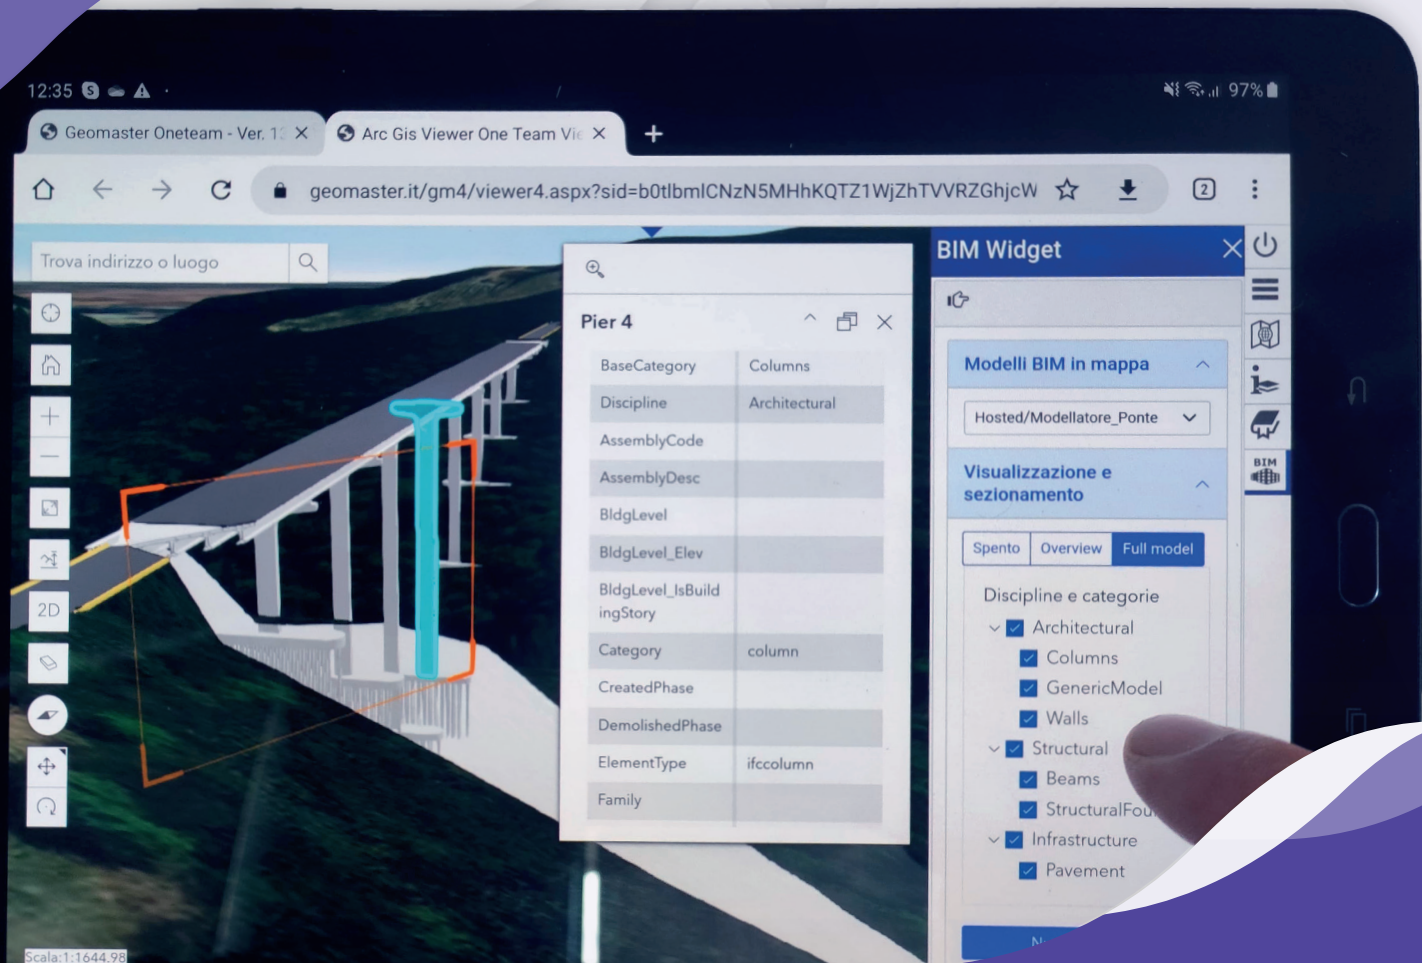 12:35
97%
Geomaster Oneteam - Ver. 1
Arc Gis Viewer One Team Vie
geomaster.it/gm4/viewer4.aspx?sid=b0tlbmlCNzN5MHhKQTZ1WjZhTVVRZGhjcW
2
Trova indirizzo o luogo
2D
Scala:1:1644,98
Pier 4
BaseCategory Columns
Discipline Architectural
AssemblyCode
AssemblyDesc
BldgLevel
BldgLevel_Elev
BldgLevel_IsBuild
ingStory
Category column
CreatedPhase
DemolishedPhase
ElementType ifccolumn
Family
BIM Widget
Modelli BIM in mappa
Hosted/Modellatore_Ponte
Visualizzazione e
sezionamento
Spento Overview Full model
Discipline e categorie
Architectural
Columns
GenericModel
Walls
Structural
Beams
StructuralFou
Infrastructure
Pavement
BIM